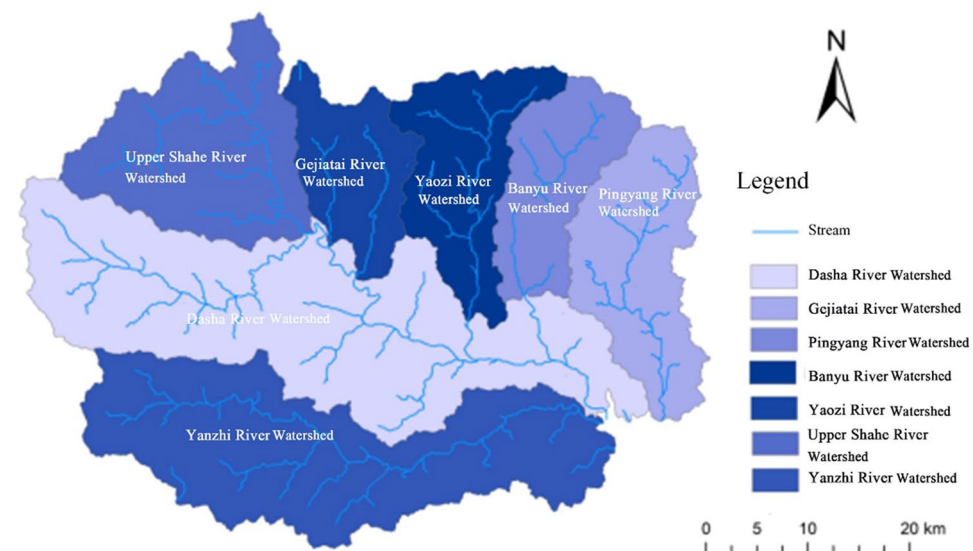 N
Upper Shahe River
Watershed
Gejiatai River
Watershed
Yaozi River
Watershed
Banyu River
Watershed
Pingyang River
Watershed
Dasha River Watershed
Yanzhi River Watershed
Legend
Stream
Dasha River Watershed
Gejiatai River Watershed
Pingyang River Watershed
Banyu River Watershed
Yaozi River Watershed
Upper Shahe River
Watershed
Yanzhi River Watershed
0 5 10 20 km